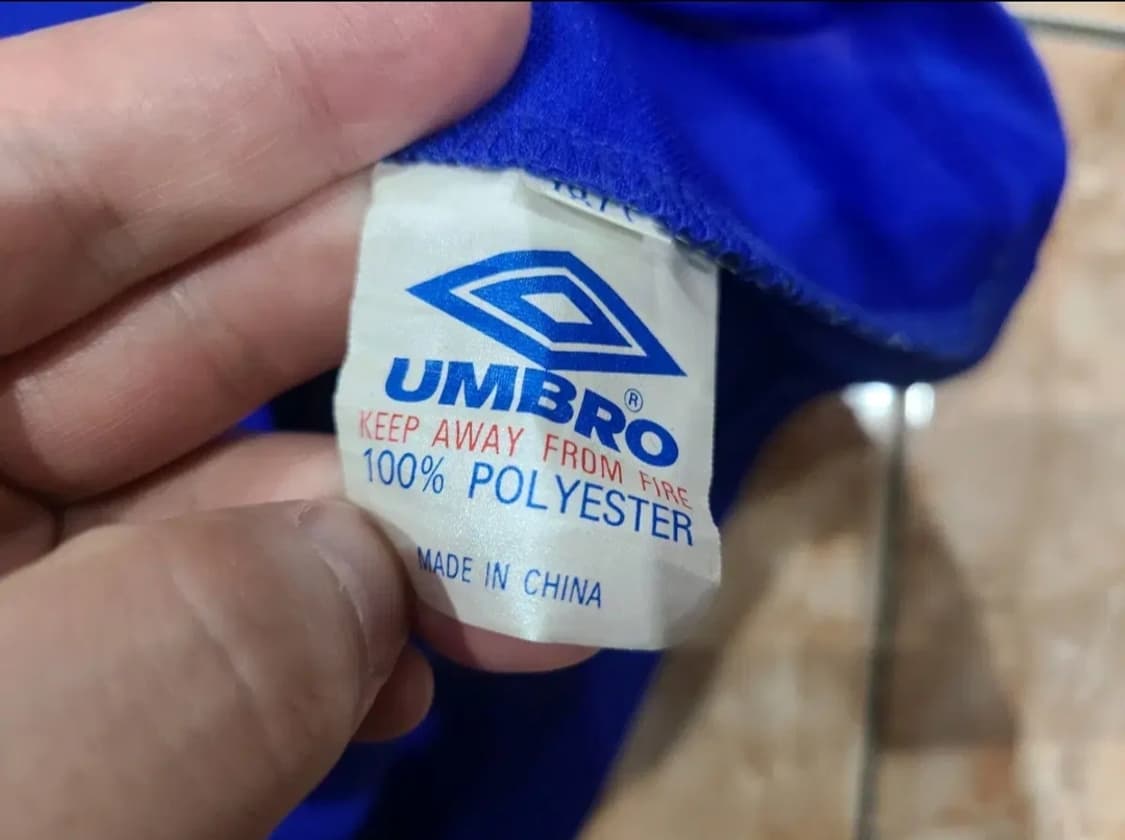 UMBRO®
KEEP AWAY FROM FIRE
100% POLYESTER
MADE IN CHINA